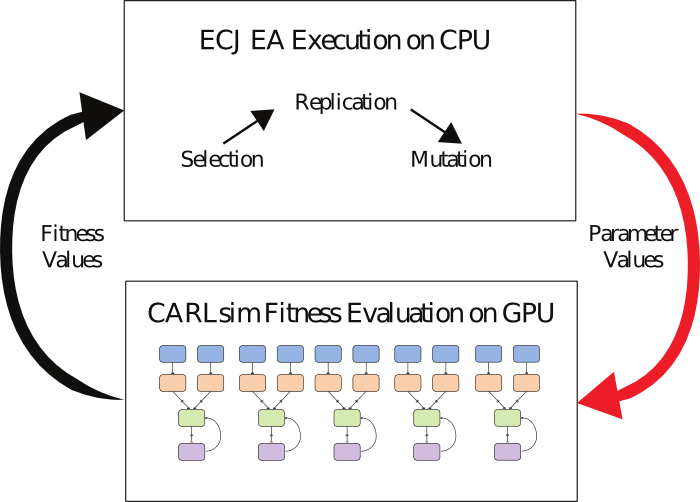 ECJ EA Execution on CPU
Replication
Selection
Mutation
Fitness
Values
Parameter
Values
CARLsim Fitness Evaluation on GPU